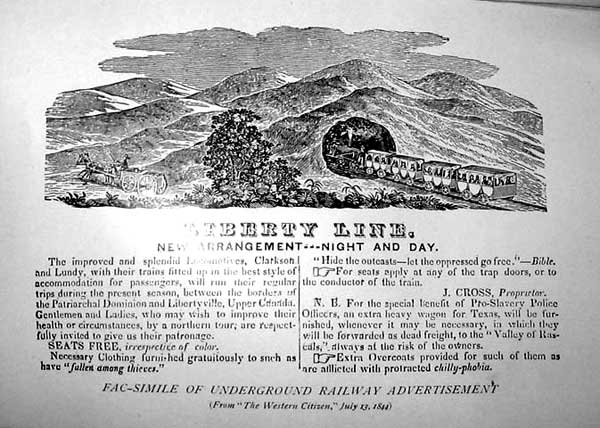 LIBERTY LINE.
NEW ARRANGEMENT---NIGHT AND DAY.
The improved and splendid Locomotives, Clarkson
and Lundy, with their trains fitted up in the best style of
accommodation for passengers, will run their regular
trips during the present season, between the borders of
the Patriarchal Dominion and Libertyville, Upper Canada.
Gentlemen and Ladies, who may wish to improve their
health or circumstances, by a northern tour, are respect-
fully invited to give us their patronage.
SEATS FREE, irrespective of color.
Necessary Clothing furnished gratuitously to such as
have "fallen among thieves."
"Hide the outcasts—let the oppressed go free."—Bible.
☞For seats apply at any of the trap doors, or to
the conductor of the train.
J. CROSS, Proprietor.
N. B. For the special benefit of Pro-Slavery Police
Officers, an extra heavy wagon for Texas, will be fur-
nished, whenever it may be necessary, in which they
will be forwarded as dead freight, to the "Valley of Ras-
cals," always at the risk of the owners.
☞Extra Overcoats provided for such of them as
are afflicted with protracted chilly-phobia.
FAC-SIMILE OF UNDERGROUND RAILWAY ADVERTISEMENT
(From "The Western Citizen," July 13, 1844)